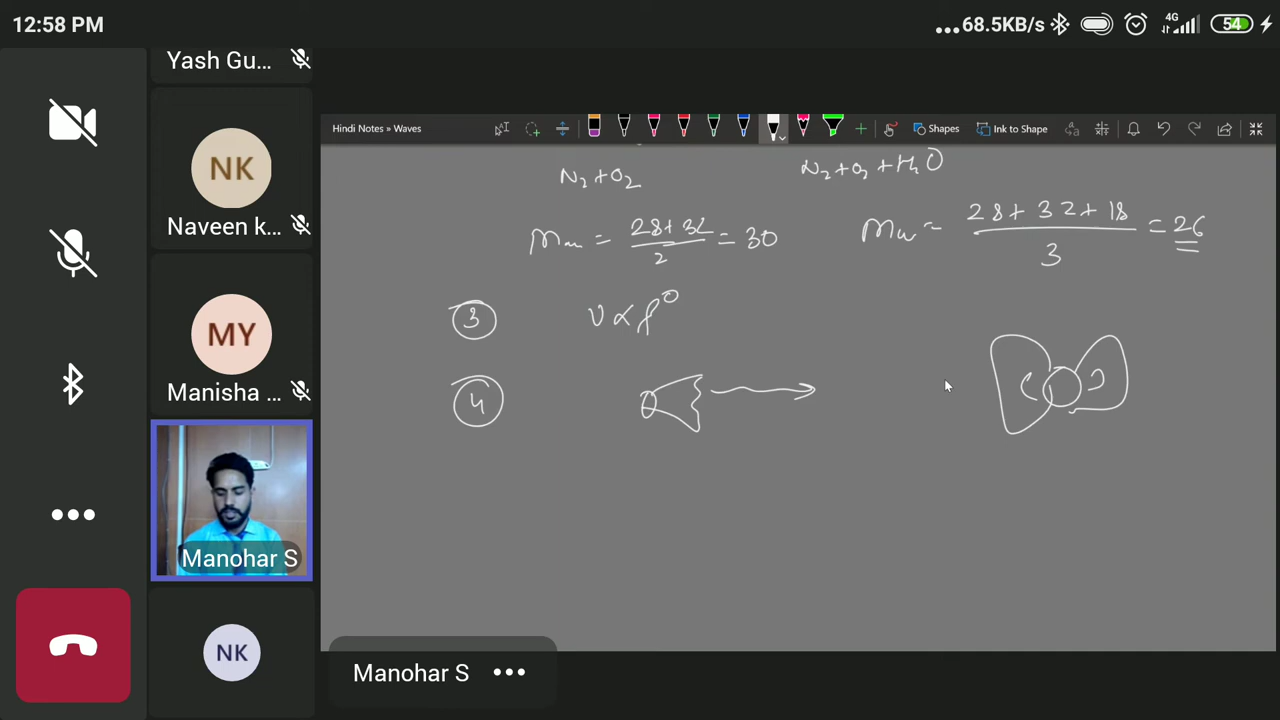 12:58 PM
...68.5KB/s 4G 54
Yash Gu...
NK
Naveen k...
MY
Manisha ...
Manohar S
NK
Manohar S
Hindi Notes » Waves
Shapes
Ink to Shape
N2+O2
N2+O2+H2O
Mw = 28+32/2 = 30
Mw = 28+32+18/3 = 26
3 v∝f⁰
4